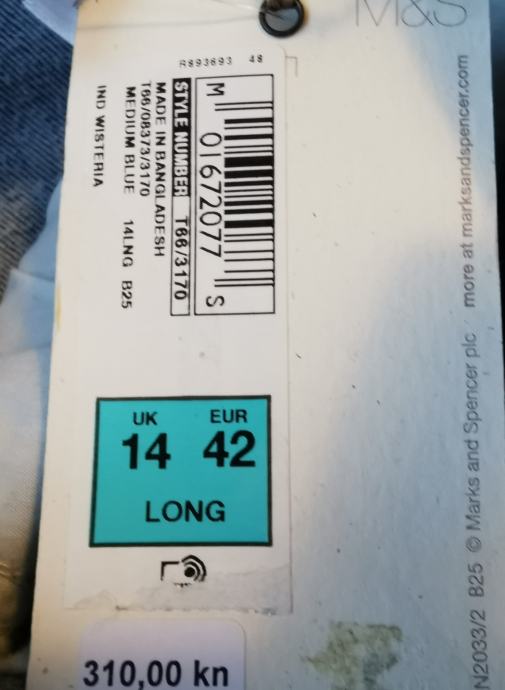 M&S
R893693 48
M 01672077 S
STYLE NUMBER T66/3170
MADE IN BANGLADESH
T66/08373/3170
MEDIUM BLUE 14LNG B25
IND WISTERIA
UK EUR
14 42
LONG
310,00 kn
N2033/2 B25 © Marks and Spencer plc more at marksandspencer.com